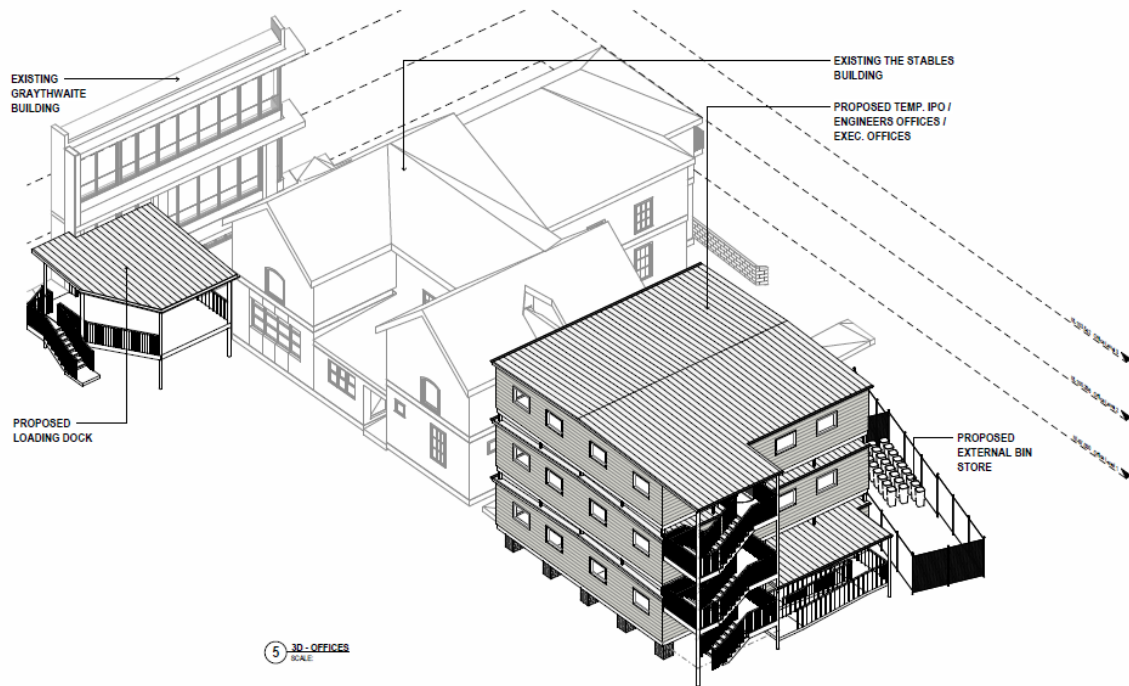 EXISTING
GRAYTHWAITE
BUILDING
EXISTING THE STABLES
BUILDING
PROPOSED TEMP. IPO /
ENGINEERS OFFICES /
EXEC. OFFICES
PROPOSED
LOADING DOCK
PROPOSED
EXTERNAL BIN
STORE
5 3D - OFFICES
SCALE: